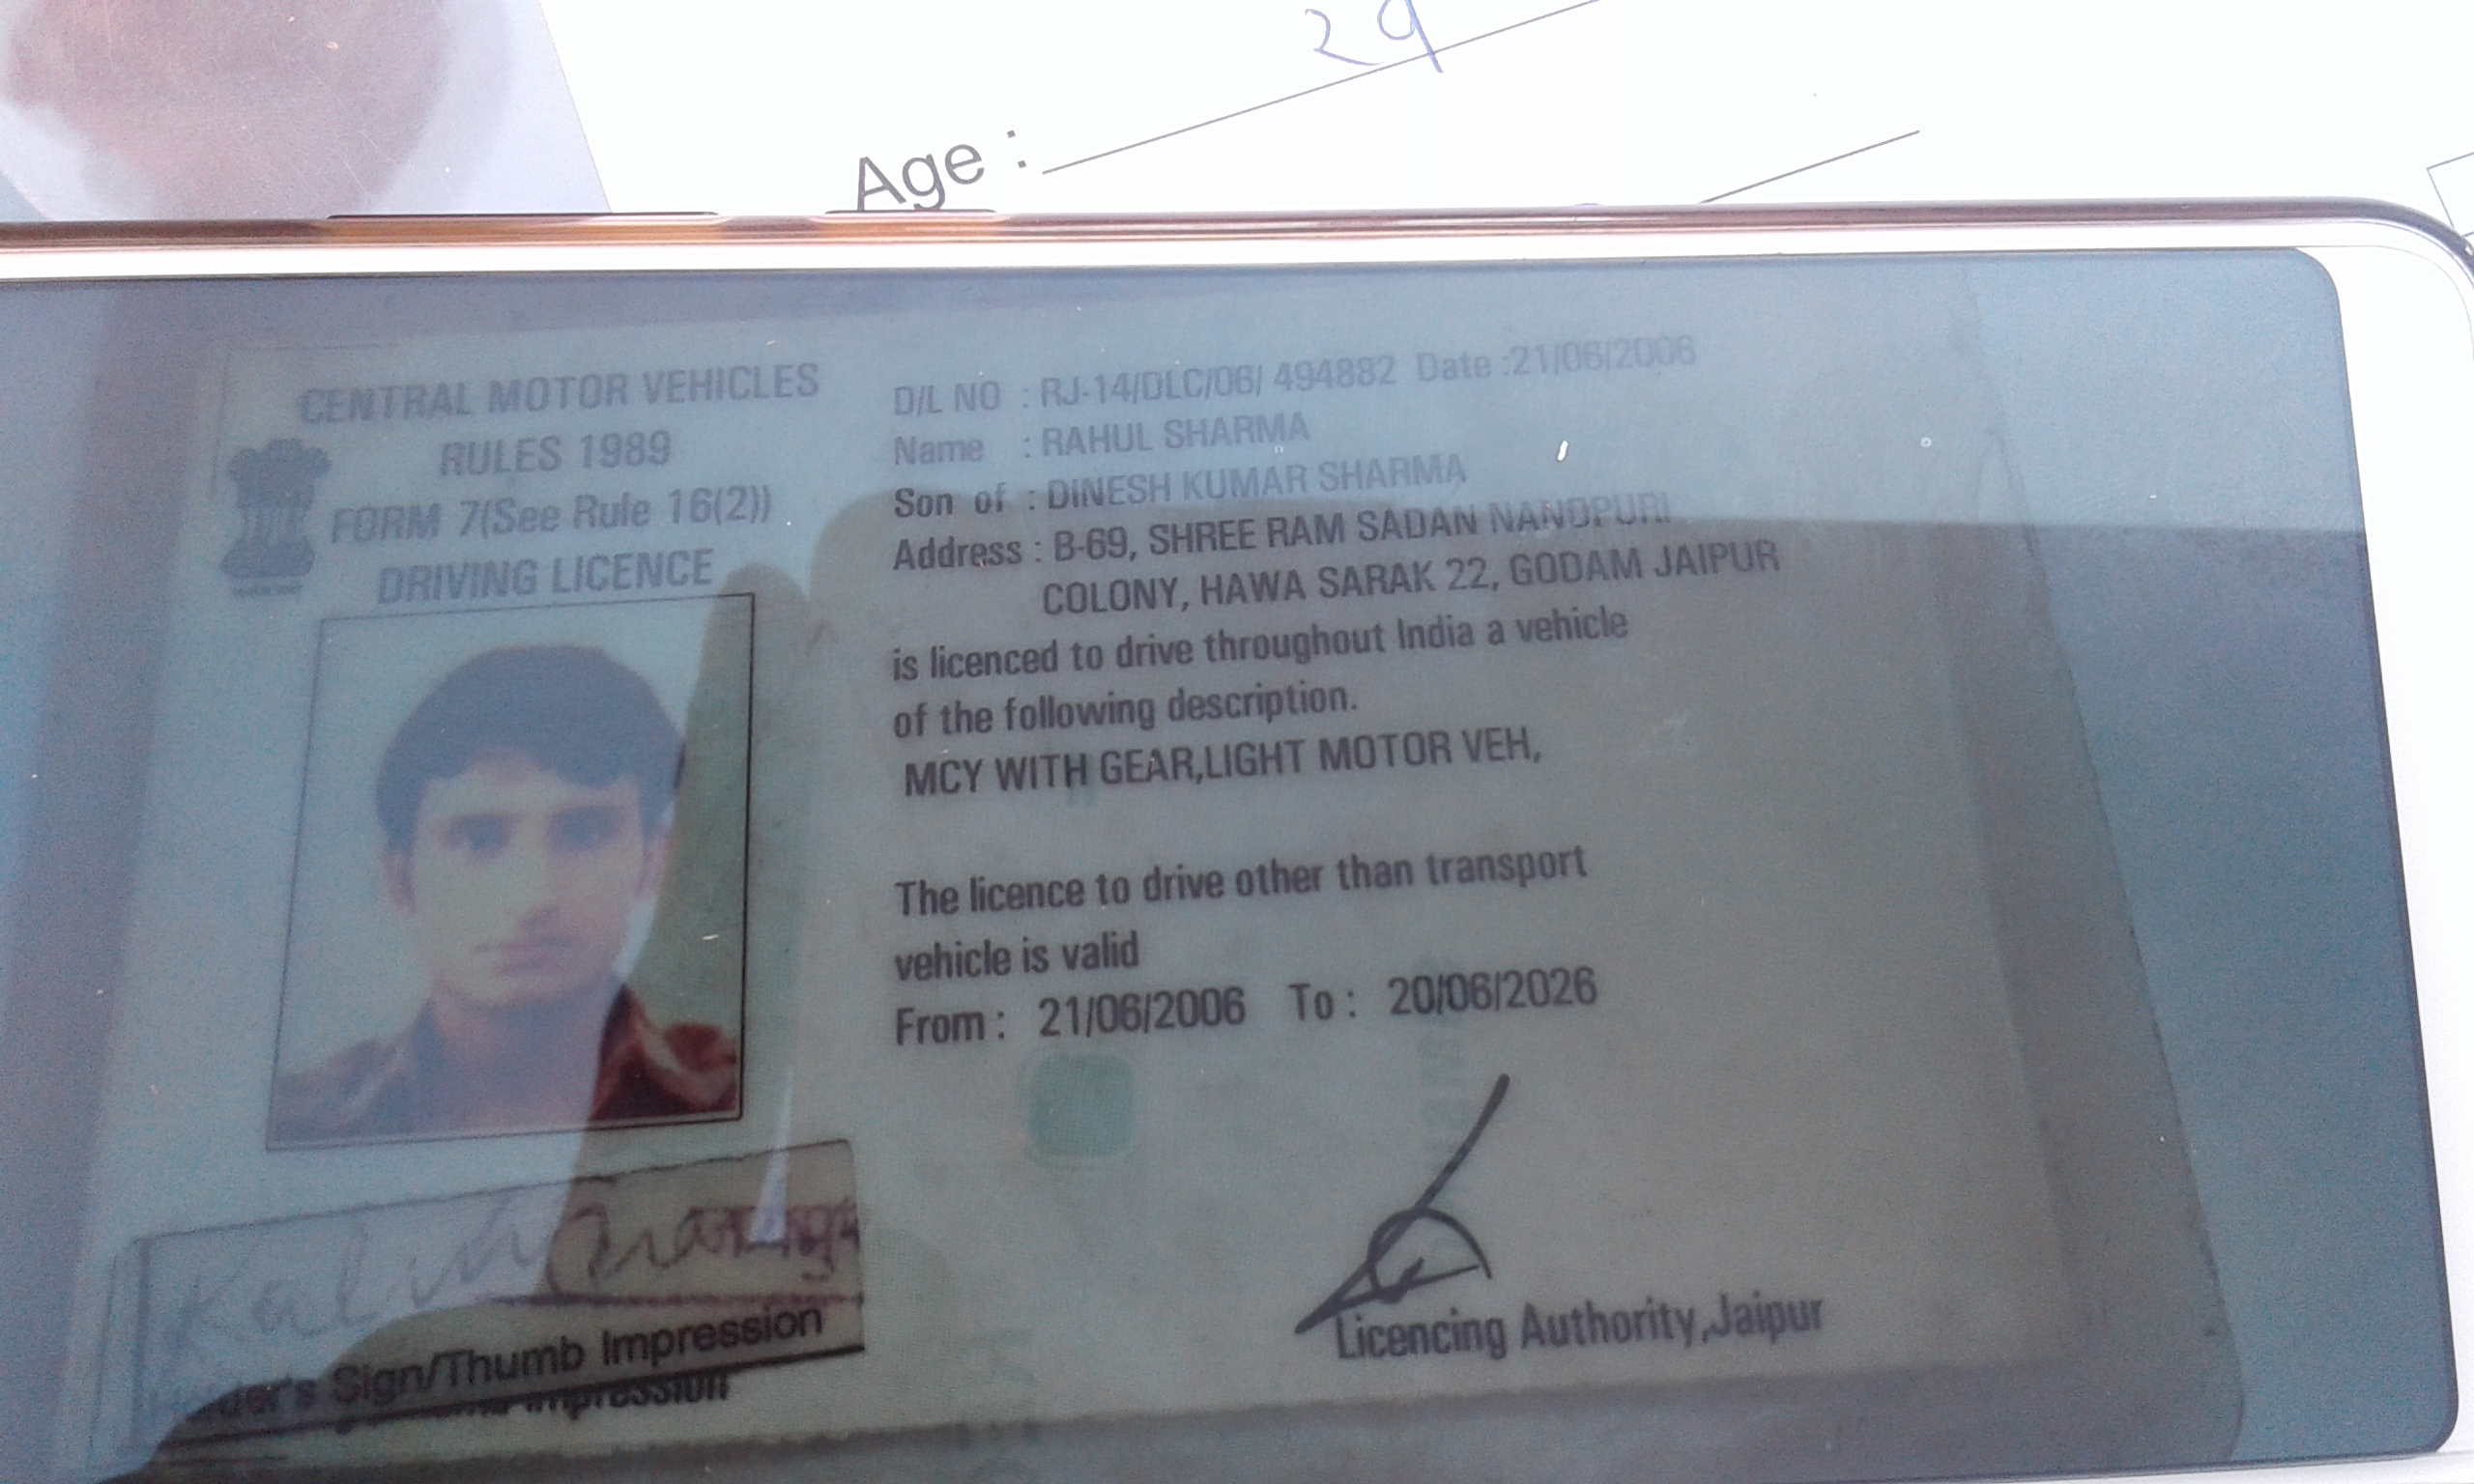 CENTRAL MOTOR VEHICLES
RULES 1989
FORM 7(See Rule 16(2))
DRIVING LICENCE
D/L NO : RJ-14/DLC/06/ 494882 Date :21/06/2006
Name : RAHUL SHARMA
Son of : DINESH KUMAR SHARMA
Address : B-69, SHREE RAM SADAN NANDPURI
COLONY, HAWA SARAK 22, GODAM JAIPUR
is licenced to drive throughout India a vehicle
of the following description.
MCY WITH GEAR,LIGHT MOTOR VEH,
The licence to drive other than transport
vehicle is valid
From : 21/06/2006 To : 20/06/2026
Sign/Thumb Impression
Licencing Authority,Jaipur
Age : 29